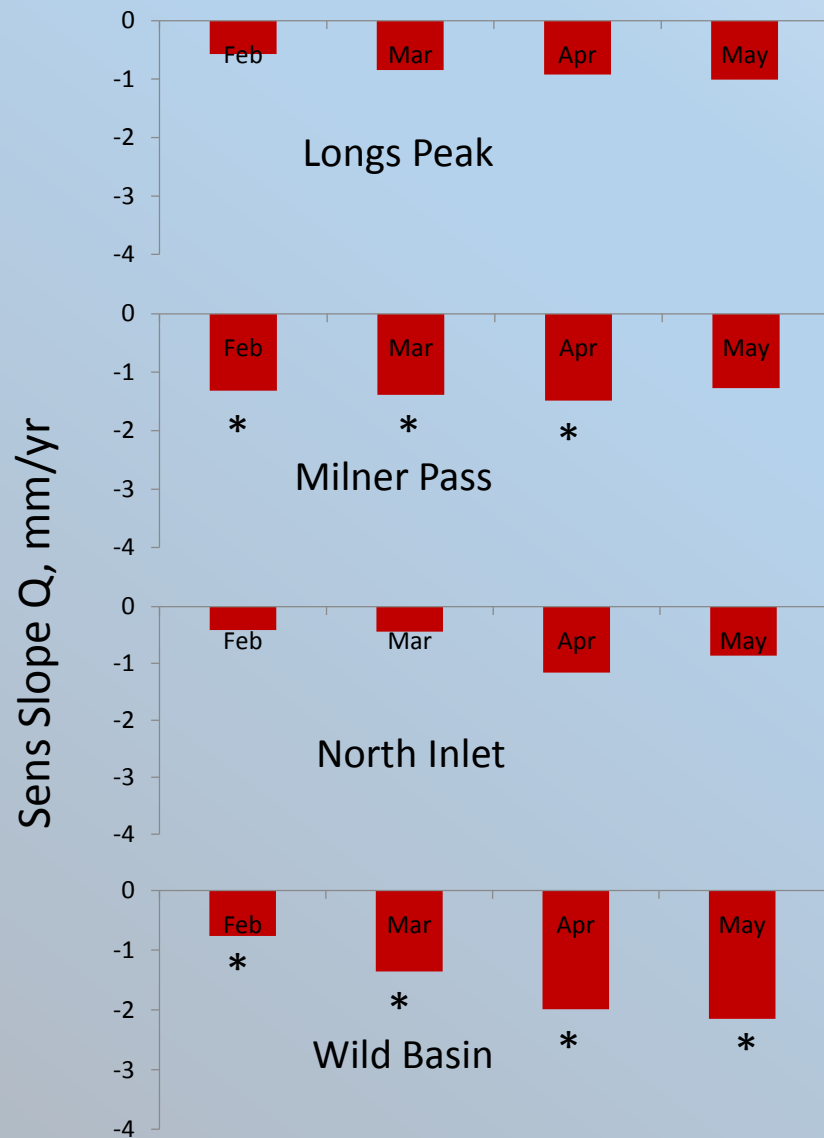 Sens Slope Q, mm/yr
0
-1
-2
-3
-4
Feb Mar Apr May
Longs Peak
0
-1
-2
-3
-4
Feb Mar Apr May
* * *
Milner Pass
0
-1
-2
-3
-4
Feb Mar Apr May
North Inlet
0
-1
-2
-3
-4
Feb Mar Apr May
* * * *
Wild Basin